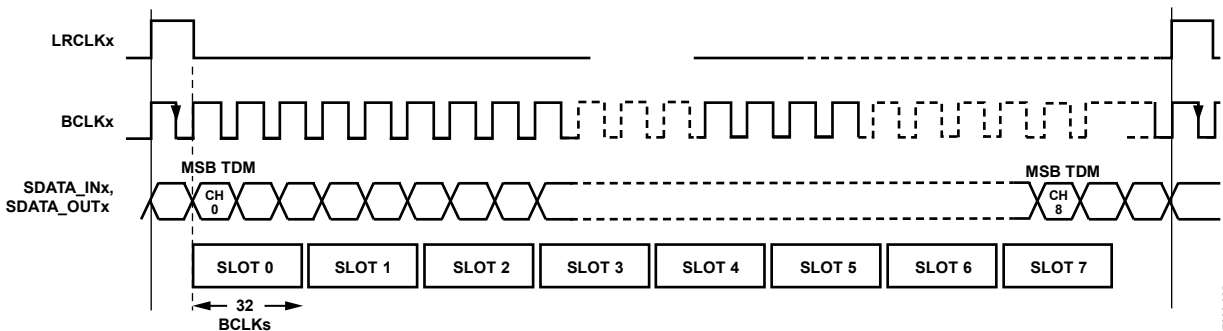 LRCLKx
BCLKx
MSB TDM
MSB TDM
SDATA_INx,
SDATA_OUTx
CH
0
CH
8
SLOT 0
SLOT 1
SLOT 2
SLOT 3
SLOT 4
SLOT 5
SLOT 6
SLOT 7
32
BCLKs